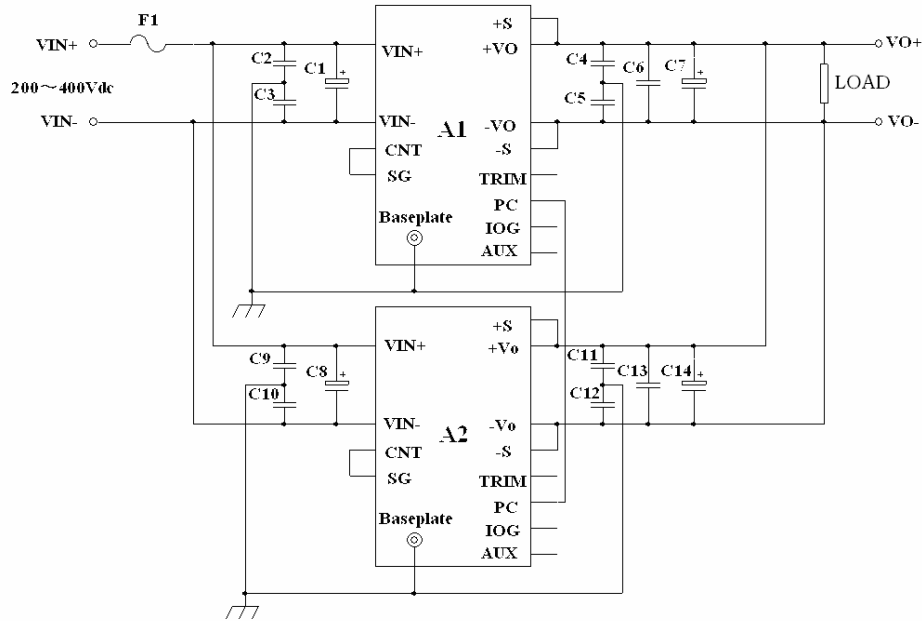 F1
VIN+
200～400Vdc
VIN-
C2
C3
C1
VIN+
VIN-
CNT
SG
A1
Baseplate
+S
+VO
-VO
-S
TRIM
PC
IOG
AUX
C4
C5
C6
C7
LOAD
VO+
VO-
C9
C10
C8
VIN+
VIN-
CNT
SG
A2
Baseplate
+S
+Vo
-Vo
-S
TRIM
PC
IOG
AUX
C11
C12
C13
C14